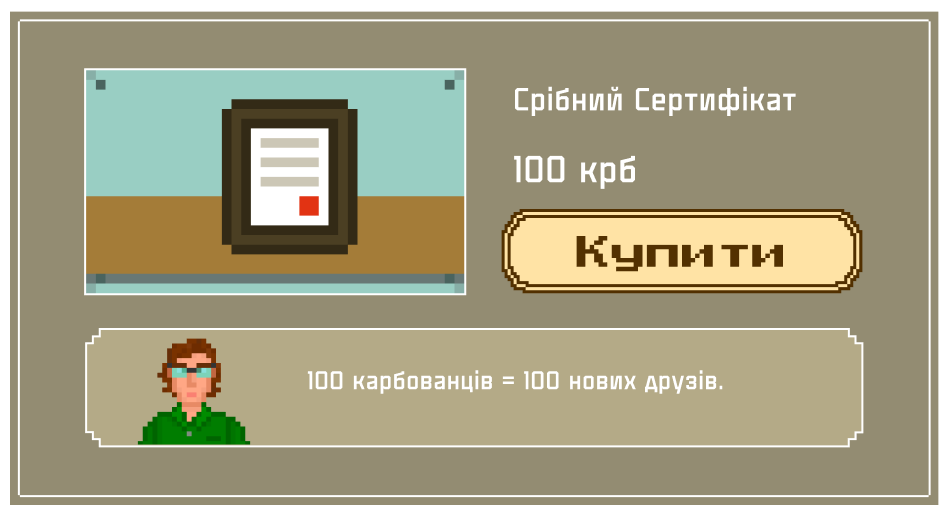 Срібний Сертифікат
100 крб
Купити
100 карбованців = 100 нових друзів.